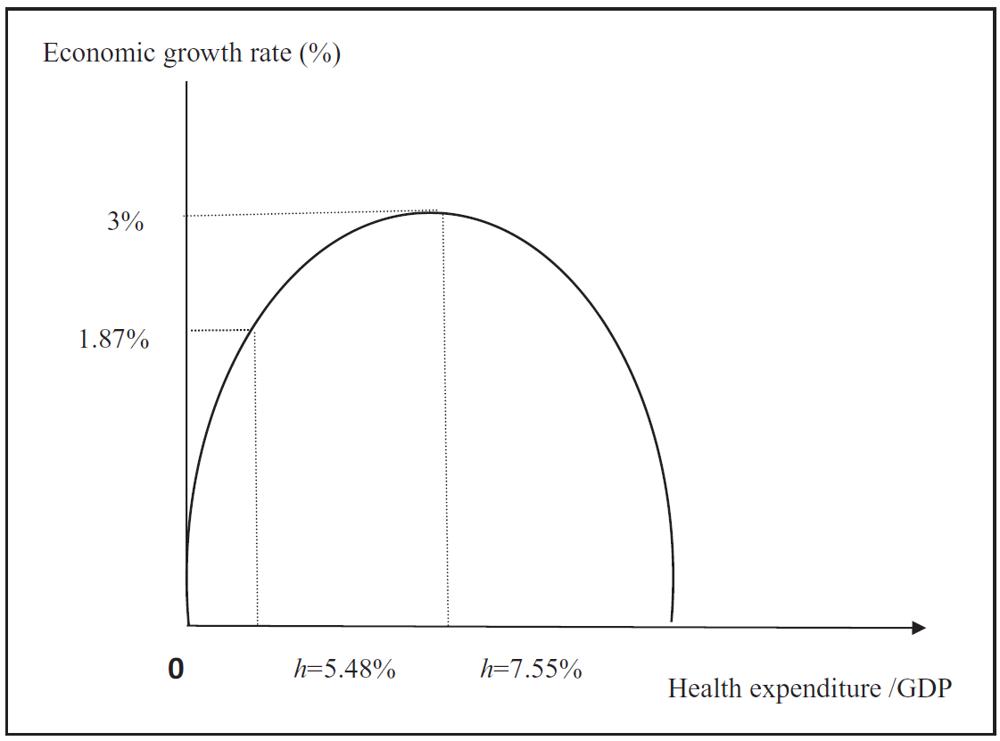 Economic growth rate (%)
3%
1.87%
0
h=5.48%
h=7.55%
Health expenditure /GDP